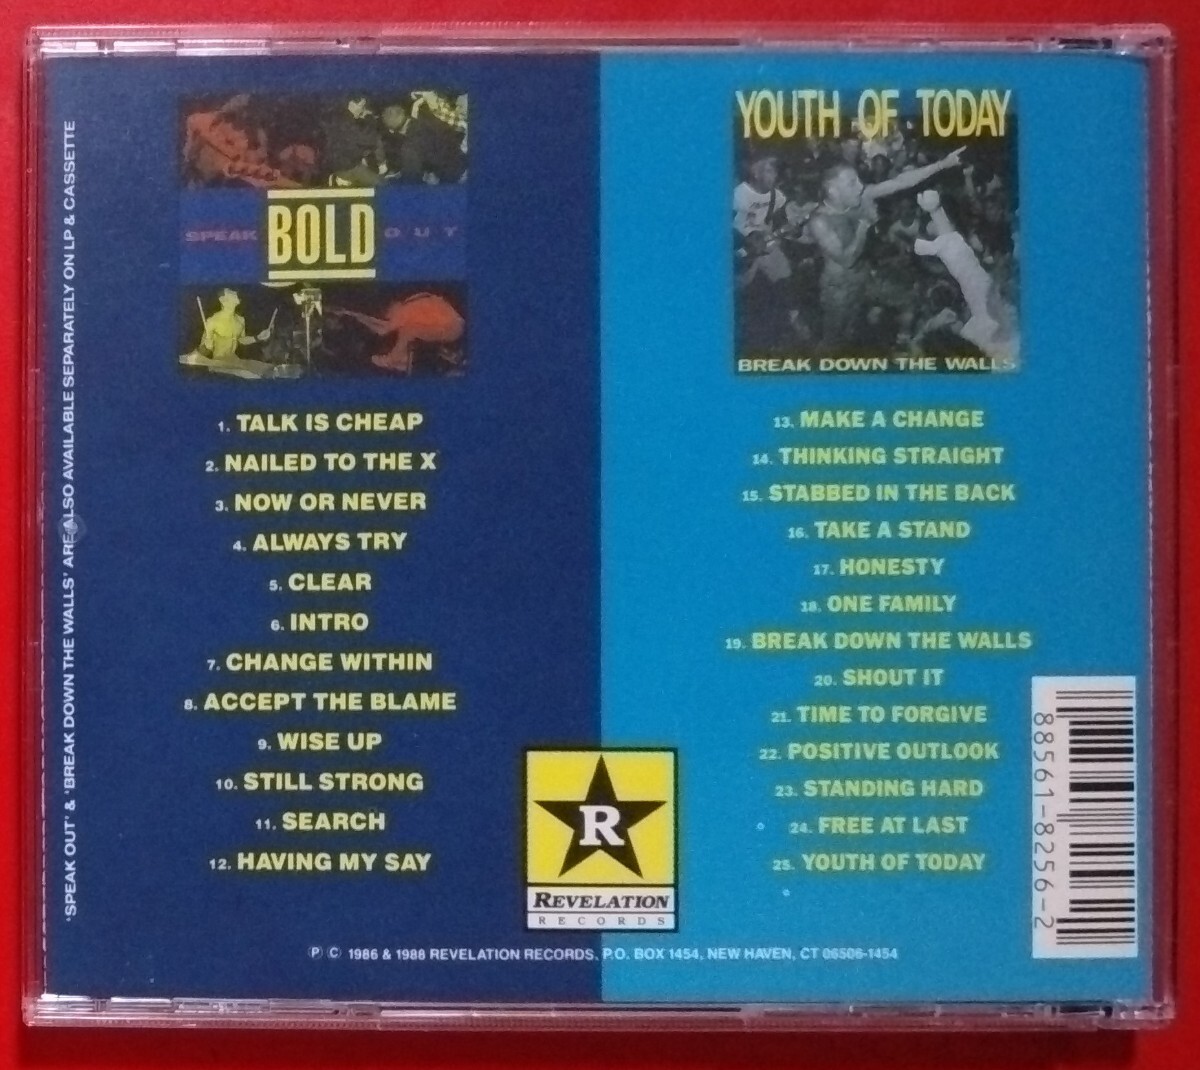 'SPEAK OUT' & 'BREAK DOWN THE WALLS' ARE ALSO AVAILABLE SEPARATELY ON LP & CASSETTE
SPEAK BOLD OUT
1. TALK IS CHEAP
2. NAILED TO THE X
3. NOW OR NEVER
4. ALWAYS TRY
5. CLEAR
6. INTRO
7. CHANGE WITHIN
8. ACCEPT THE BLAME
9. WISE UP
10. STILL STRONG
11. SEARCH
12. HAVING MY SAY
YOUTH OF TODAY
BREAK DOWN THE WALLS
13. MAKE A CHANGE
14. THINKING STRAIGHT
15. STABBED IN THE BACK
16. TAKE A STAND
17. HONESTY
18. ONE FAMILY
19. BREAK DOWN THE WALLS
20. SHOUT IT
21. TIME TO FORGIVE
22. POSITIVE OUTLOOK
23. STANDING HARD
24. FREE AT LAST
25. YOUTH OF TODAY
R
REVELATION
RECORDS
88561-8256-2
Ⓟ © 1986 & 1988 REVELATION RECORDS, P.O. BOX 1454, NEW HAVEN, CT 06506-1454